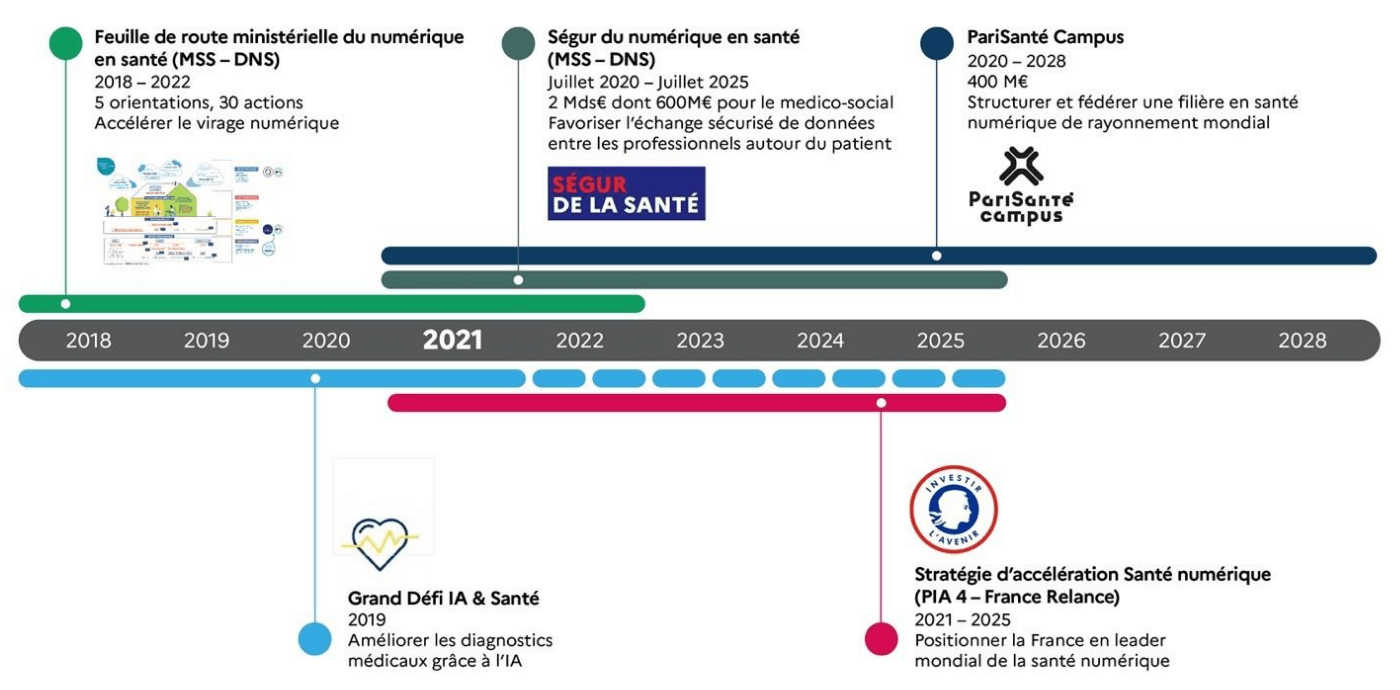 Feuille de route ministérielle du numérique
en santé (MSS – DNS)
2018 – 2022
5 orientations, 30 actions
Accélérer le virage numérique
Ségur du numérique en santé
(MSS – DNS)
Juillet 2020 – Juillet 2025
2 Mds€ dont 600M€ pour le medico-social
Favoriser l’échange sécurisé de données
entre les professionnels autour du patient
SÉGUR
DE LA SANTÉ
PariSanté Campus
2020 – 2028
400 M€
Structurer et fédérer une filière en santé
numérique de rayonnement mondial
PariSanté
campus
2018 2019 2020 2021 2022 2023 2024 2025 2026 2027 2028
Grand Défi IA & Santé
2019
Améliorer les diagnostics
médicaux grâce à l’IA
INVESTIR
L'AVENIR
Stratégie d’accélération Santé numérique
(PIA 4 – France Relance)
2021 – 2025
Positionner la France en leader
mondial de la santé numérique